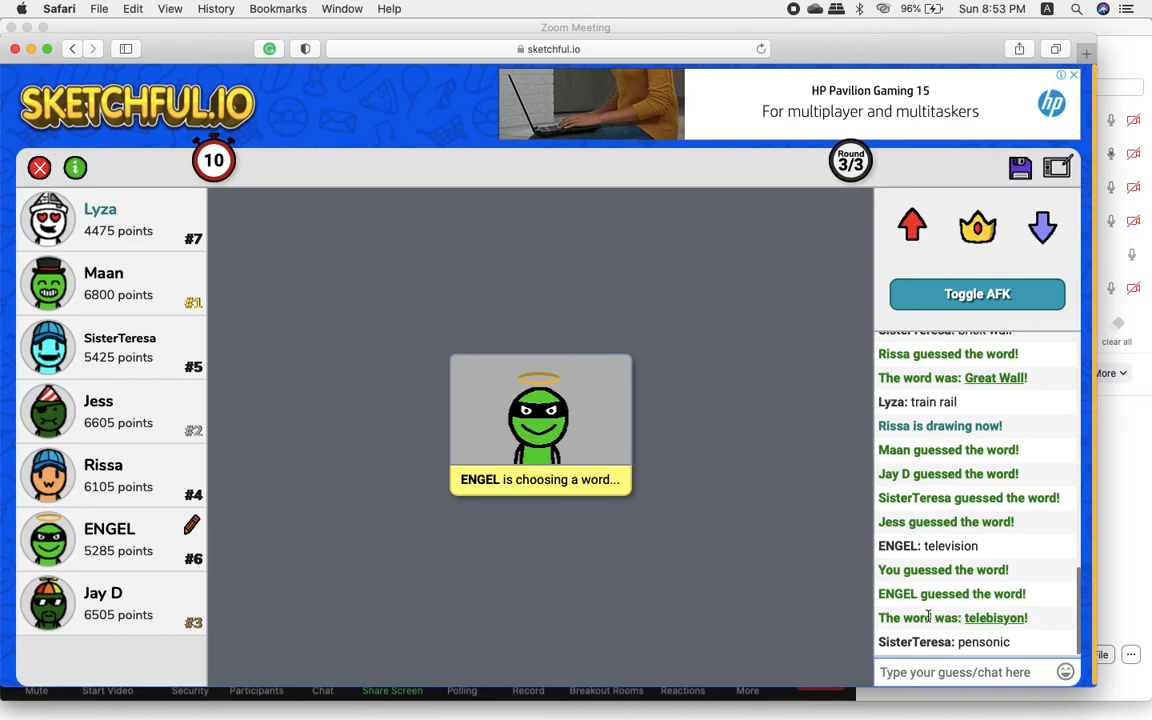 Safari File Edit View History Bookmarks Window Help 96% Sun 8:53 PM A
Zoom Meeting
sketchful.io
SKETCHFUL.IO
HP Pavilion Gaming 15
For multiplayer and multitaskers
hp
10
Round
3/3
Lyza
4475 points
#7
Maan
6800 points
#1
SisterTeresa
5425 points
#5
Jess
6605 points
#2
Rissa
6105 points
#4
ENGEL
5285 points
#6
Jay D
6505 points
#3
ENGEL is choosing a word...
Toggle AFK
SisterTeresa: brick wall
Rissa guessed the word!
The word was: Great Wall!
Lyza: train rail
Rissa is drawing now!
Maan guessed the word!
Jay D guessed the word!
SisterTeresa guessed the word!
Jess guessed the word!
ENGEL: television
You guessed the word!
ENGEL guessed the word!
The word was: telebisyon!
SisterTeresa: pensonic
Type your guess/chat here
clear all
More
File
Mute Start Video Security Participants Chat Share Screen Polling Record Breakout Rooms Reactions More